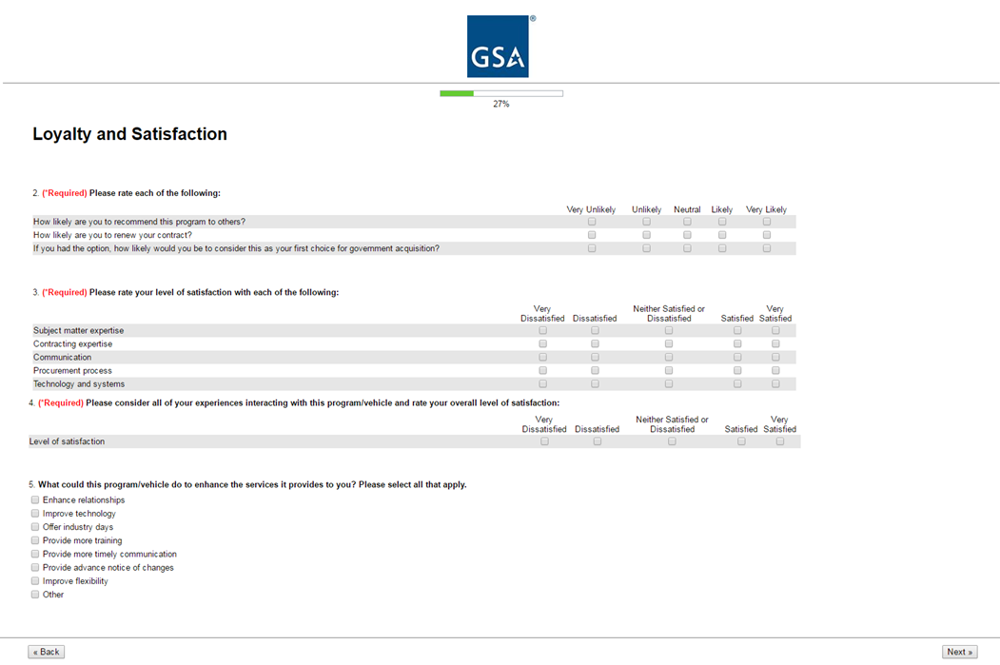 GSA®
27%
Loyalty and Satisfaction
2. (*Required) Please rate each of the following:
Very Unlikely Unlikely Neutral Likely Very Likely
How likely are you to recommend this program to others?
How likely are you to renew your contract?
If you had the option, how likely would you be to consider this as your first choice for government acquisition?
3. (*Required) Please rate your level of satisfaction with each of the following:
Very Neither Satisfied or Very
Dissatisfied Dissatisfied Dissatisfied Satisfied Satisfied
Subject matter expertise
Contracting expertise
Communication
Procurement process
Technology and systems
4. (*Required) Please consider all of your experiences interacting with this program/vehicle and rate your overall level of satisfaction:
Very Neither Satisfied or Very
Dissatisfied Dissatisfied Dissatisfied Satisfied Satisfied
Level of satisfaction
5. What could this program/vehicle do to enhance the services it provides to you? Please select all that apply.
Enhance relationships
Improve technology
Offer industry days
Provide more training
Provide more timely communication
Provide advance notice of changes
Improve flexibility
Other
« Back Next »